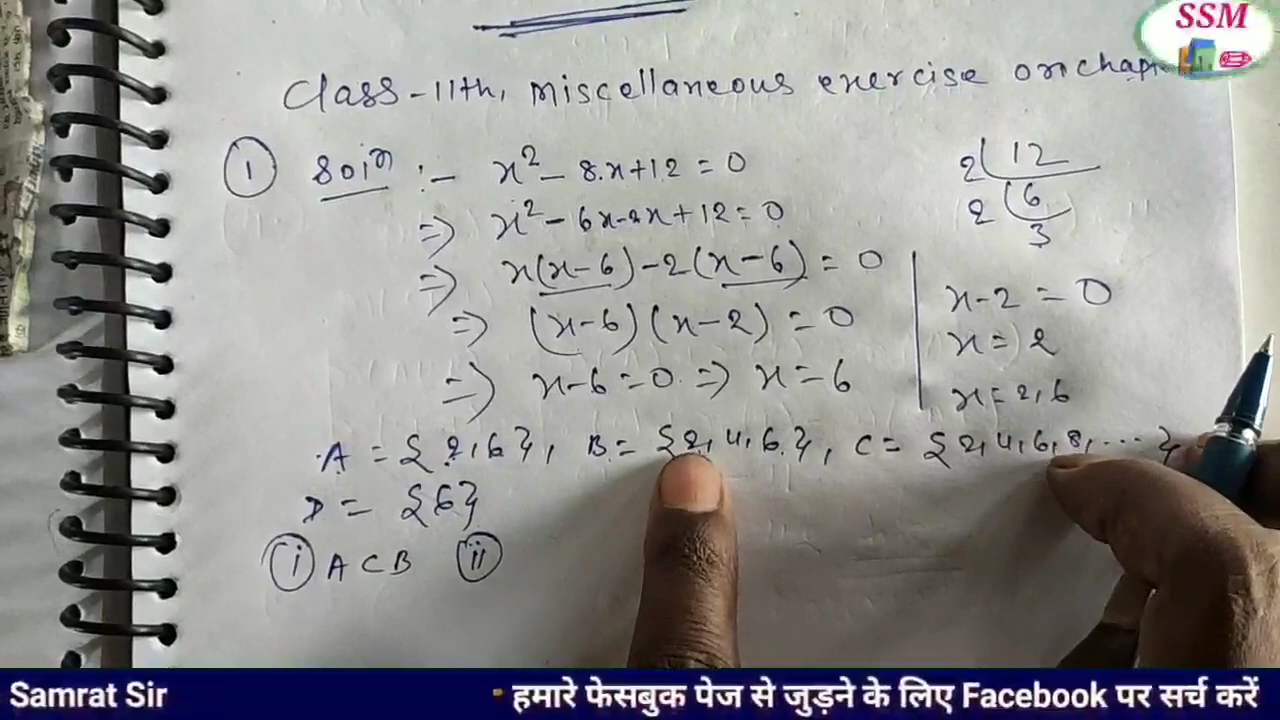 SSM
Class-11th, miscellaneous exercise on chap
① Soln :- x² - 8x+12 = 0
2 12
⇒ x² - 6x-2x+12=0
2 6
3
⇒ x(x-6)-2(x-6) = 0
x-2 = 0
⇒ (x-6)(x-2) = 0
x = 2
⇒ x-6=0 ⇒ x=6
x=2,6
A = {2,6}, B = {2,4,6}, C = {2,4,6,8,...}
D = {6}
(i) A⊂B (ii)
Samrat Sir
हमारे फेसबुक पेज से जुड़ने के लिए Facebook पर सर्च करें